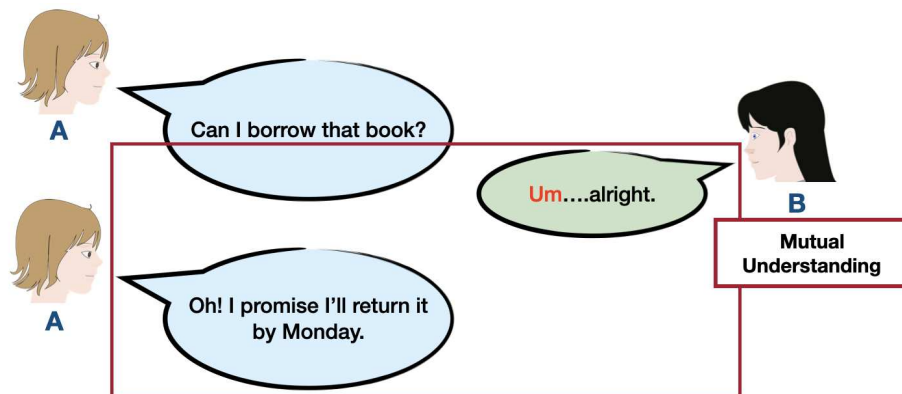 Can I borrow that book?
A
Um....alright.
B
Mutual
Understanding
Oh! I promise I'll return it
by Monday.
A